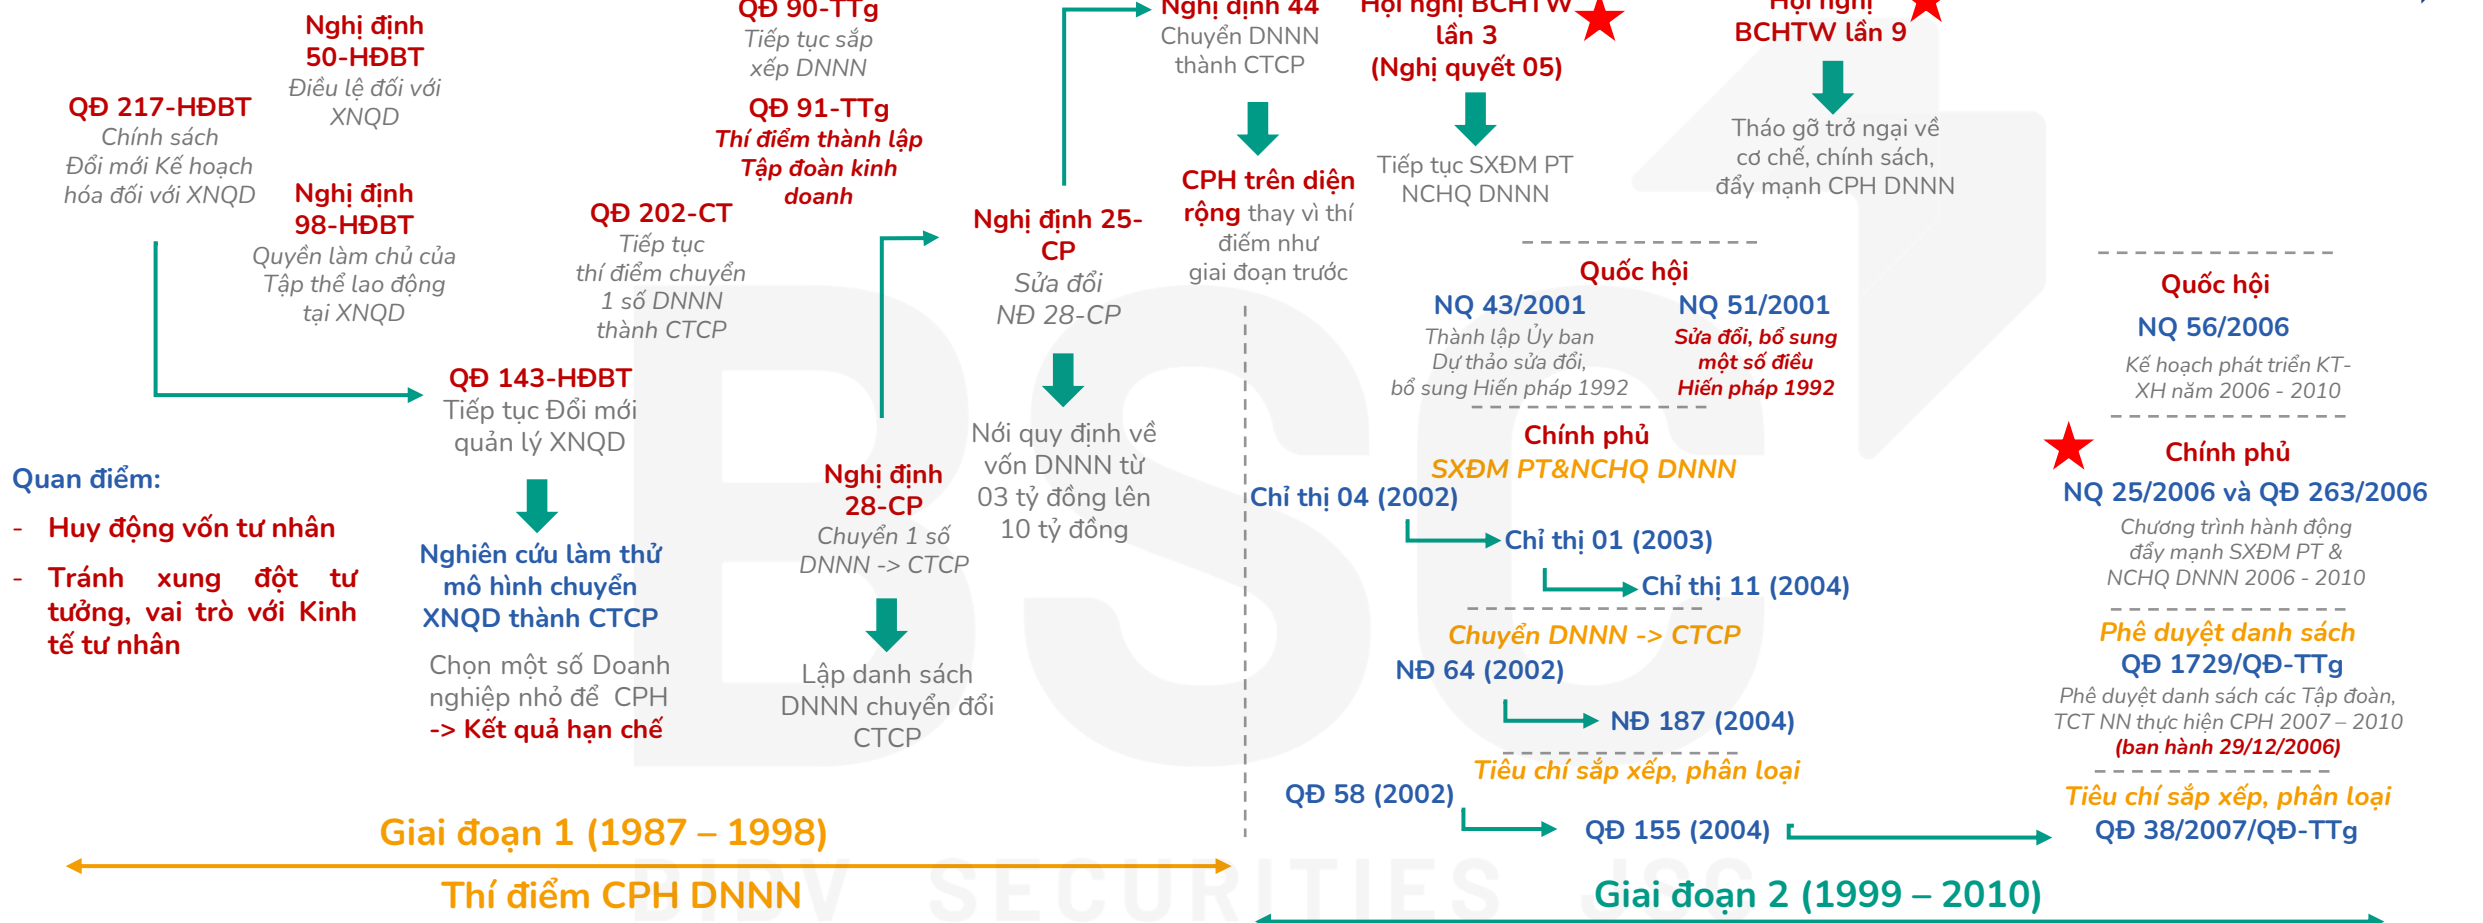 QĐ 217-HĐBT
Chính sách
Đổi mới Kế hoạch
hóa đối với XNQD
Nghị định
50-HĐBT
Điều lệ đối với
XNQD
Nghị định
98-HĐBT
Quyền làm chủ của
Tập thể lao động
tại XNQD
QĐ 143-HĐBT
Tiếp tục Đổi mới
quản lý XNQD
Nghiên cứu làm thử
mô hình chuyển
XNQD thành CTCP
Chọn một số Doanh
nghiệp nhỏ để CPH
-> Kết quả hạn chế
Quan điểm:
- Huy động vốn tư nhân
- Tránh xung đột tư
tưởng, vai trò với Kinh
tế tư nhân
QĐ 202-CT
Tiếp tục
thí điểm chuyển
1 số DNNN
thành CTCP
QĐ 90-TTg
Tiếp tục sắp
xếp DNNN
QĐ 91-TTg
Thí điểm thành lập
Tập đoàn kinh
doanh
Nghị định
28-CP
Chuyển 1 số
DNNN -> CTCP
Lập danh sách
DNNN chuyển đổi
CTCP
Nghị định 25-
CP
Sửa đổi
NĐ 28-CP
Nới quy định về
vốn DNNN từ
03 tỷ đồng lên
10 tỷ đồng
Nghị định 44
Chuyển DNNN
thành CTCP
CPH trên diện
rộng thay vì thí
điếm như
giai đoạn trước
Hội nghị BCHTW
lần 3
(Nghị quyết 05)
Tiếp tục SXĐM PT
NCHQ DNNN
Hội nghị
BCHTW lần 9
Tháo gỡ trở ngại về
cơ chế, chính sách,
đẩy mạnh CPH DNNN
Quốc hội
NQ 43/2001
Thành lập Ủy ban
Dự thảo sửa đổi,
bổ sung Hiến pháp 1992
NQ 51/2001
Sửa đổi, bổ sung
một số điều
Hiến pháp 1992
Chính phủ
SXĐM PT&NCHQ DNNN
Chỉ thị 04 (2002)
Chỉ thị 01 (2003)
Chỉ thị 11 (2004)
Chuyển DNNN -> CTCP
NĐ 64 (2002)
NĐ 187 (2004)
Tiêu chí sắp xếp, phân loại
QĐ 58 (2002)
QĐ 155 (2004)
Quốc hội
NQ 56/2006
Kế hoạch phát triển KT-
XH năm 2006 - 2010
Chính phủ
NQ 25/2006 và QĐ 263/2006
Chương trình hành động
đẩy mạnh SXĐM PT &
NCHQ DNNN 2006 - 2010
Phê duyệt danh sách
QĐ 1729/QĐ-TTg
Phê duyệt danh sách các Tập đoàn,
TCT NN thực hiện CPH 2007 – 2010
(ban hành 29/12/2006)
Tiêu chí sắp xếp, phân loại
QĐ 38/2007/QĐ-TTg
Giai đoạn 1 (1987 – 1998)
Thí điểm CPH DNNN
Giai đoạn 2 (1999 – 2010)
BSC
BIDV SECURITIES JSC